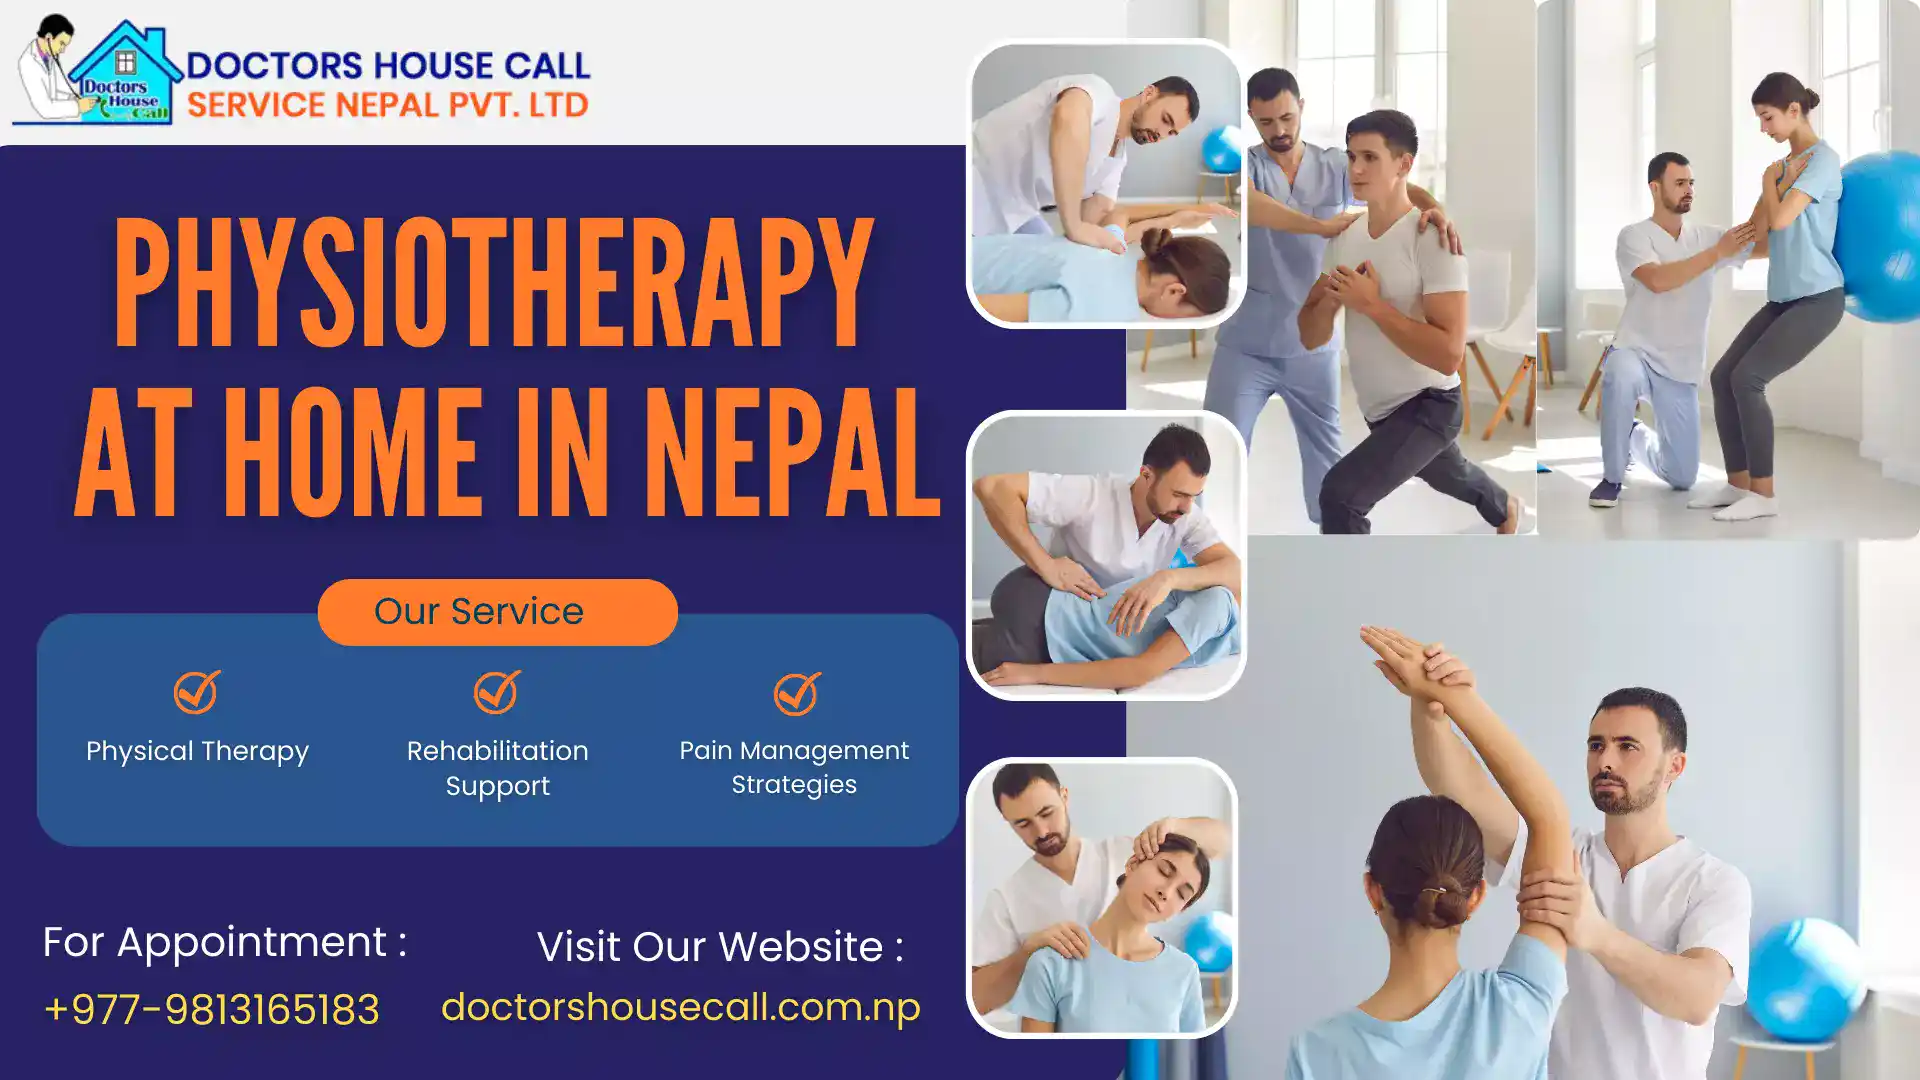 Doctors
House
Call
DOCTORS HOUSE CALL
SERVICE NEPAL PVT. LTD
PHYSIOTHERAPY
AT HOME IN NEPAL
Our Service
Physical Therapy
Rehabilitation
Support
Pain Management
Strategies
For Appointment :
+977-9813165183
Visit Our Website :
doctorshousecall.com.np